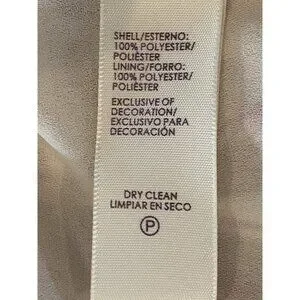 SHELL/ESTERNO:
100% POLYESTER/
POLIÉSTER
LINING/FORRO:
100% POLYESTER/
POLIÉSTER
EXCLUSIVE OF
DECORATION/
EXCLUSIVO PARA
DECORACIÓN
DRY CLEAN
LIMPIAR EN SECO
P